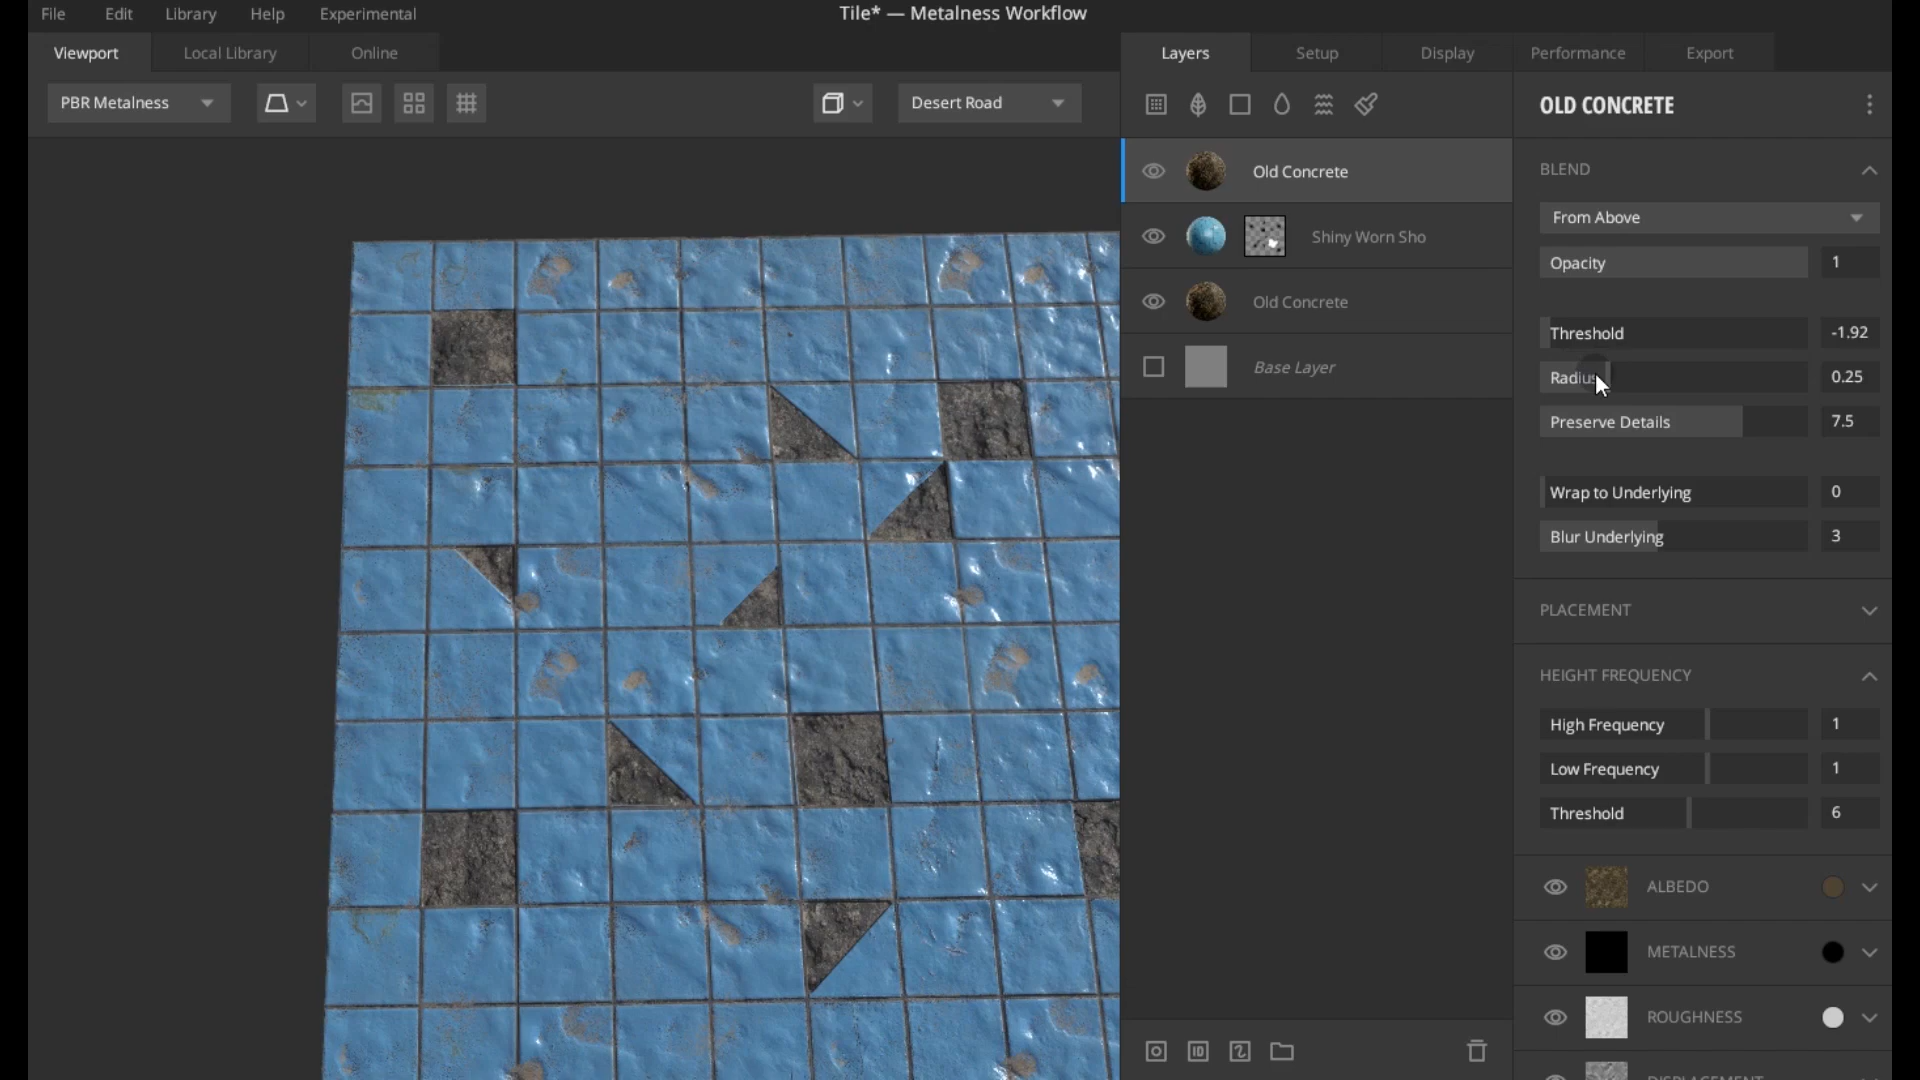 File Edit Library Help Experimental
Tile* — Metalness Workflow
Viewport Local Library Online
Layers Setup Display Performance Export
PBR Metalness
Desert Road
OLD CONCRETE
BLEND
Old Concrete
From Above
Shiny Worn Sho
Opacity 1
Old Concrete
Threshold -1.92
Base Layer
Radius 0.25
Preserve Details 7.5
Wrap to Underlying 0
Blur Underlying 3
PLACEMENT
HEIGHT FREQUENCY
High Frequency 1
Low Frequency 1
Threshold 6
ALBEDO
METALNESS
ROUGHNESS
ID
DISPLACEMENT